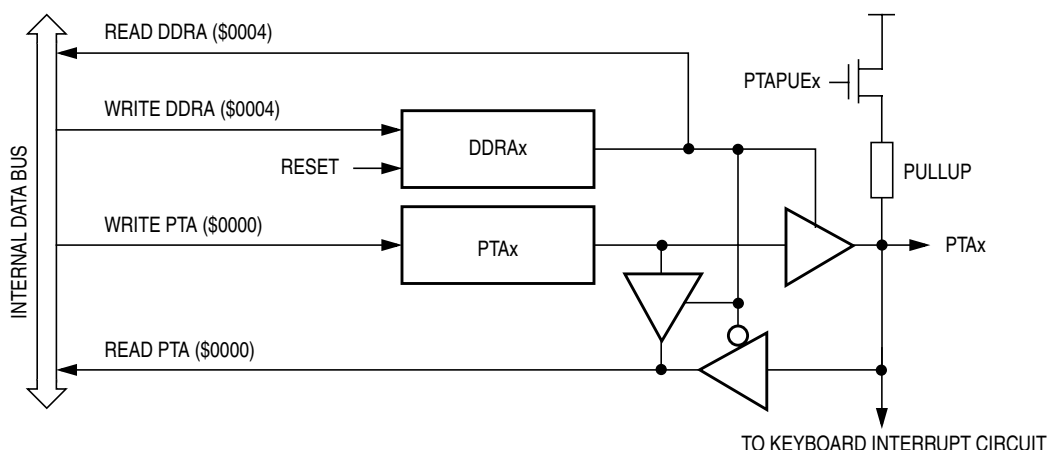 READ DDRA ($0004)
PTAPUEx
WRITE DDRA ($0004)
DDRAx
RESET
PULLUP
INTERNAL DATA BUS
WRITE PTA ($0000)
PTAx
PTAx
READ PTA ($0000)
TO KEYBOARD INTERRUPT CIRCUIT